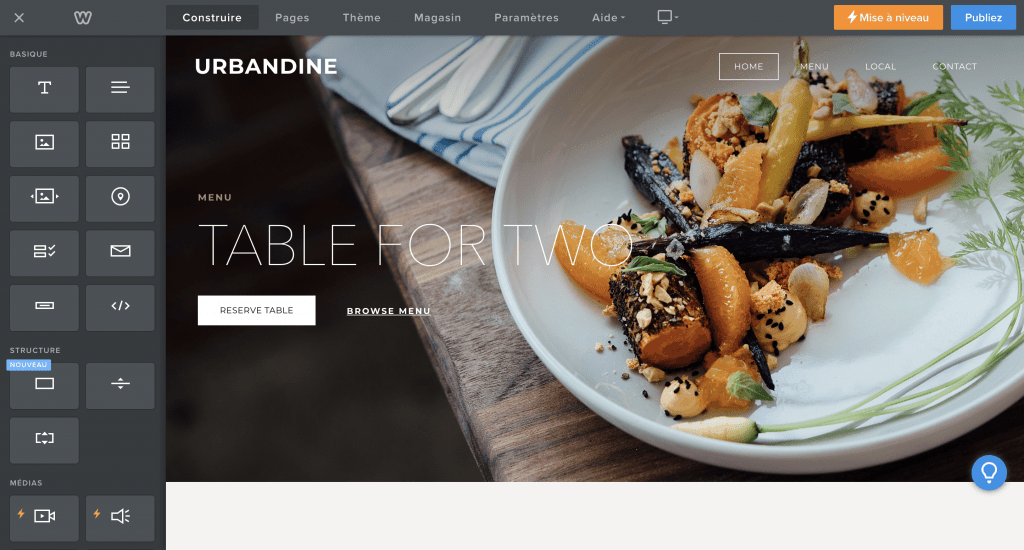 Construire Pages Thème Magasin Paramètres Aide Mise à niveau Publiez
BASIQUE
STRUCTURE
NOUVEAU
MÉDIAS
URBANDINE
HOME MENU LOCAL CONTACT
MENU
TABLE FOR TWO
RESERVE TABLE BROWSE MENU